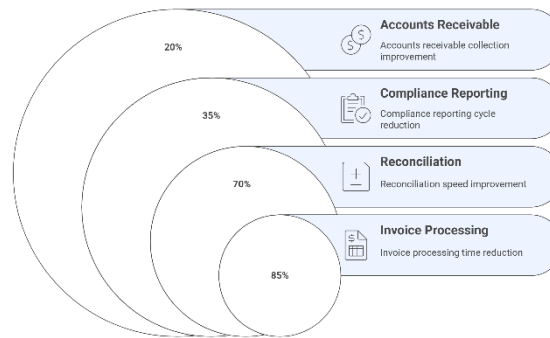 20%
Accounts Receivable
Accounts receivable collection
improvement
35%
Compliance Reporting
Compliance reporting cycle
reduction
70%
Reconciliation
Reconciliation speed improvement
85%
Invoice Processing
Invoice processing time reduction